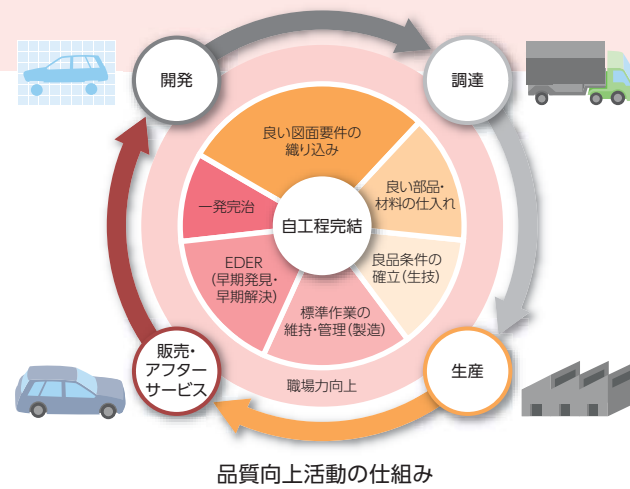 開発
調達
良い図面要件の
織り込み
良い部品・
材料の仕入れ
一発完治
自工程完結
EDER
(早期発見・
早期解決)
良品条件の
確立(生技)
標準作業の
維持・管理(製造)
販売・
アフター
サービス
生産
職場力向上
品質向上活動の仕組み